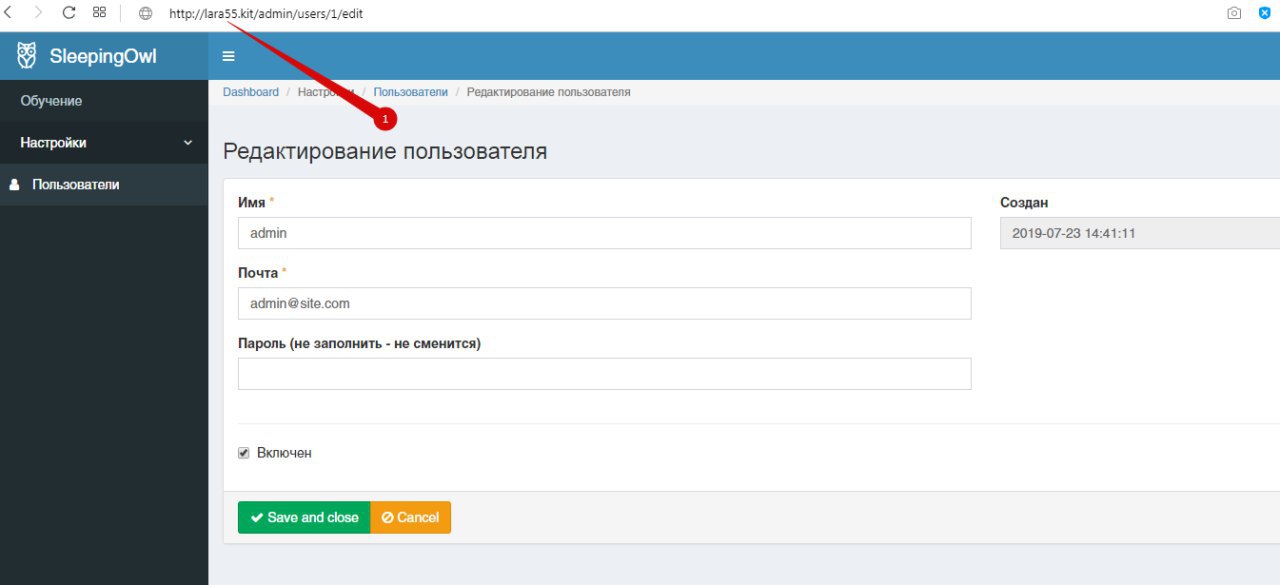 http://lara55.kit/admin/users/1/edit
SleepingOwl
Dashboard / Настройки / Пользователи / Редактирование пользователя
1
Обучение
Настройки
Пользователи
Редактирование пользователя
Имя *
admin
Создан
2019-07-23 14:41:11
Почта *
admin@site.com
Пароль (не заполнить - не сменится)
Включен
Save and close
Cancel